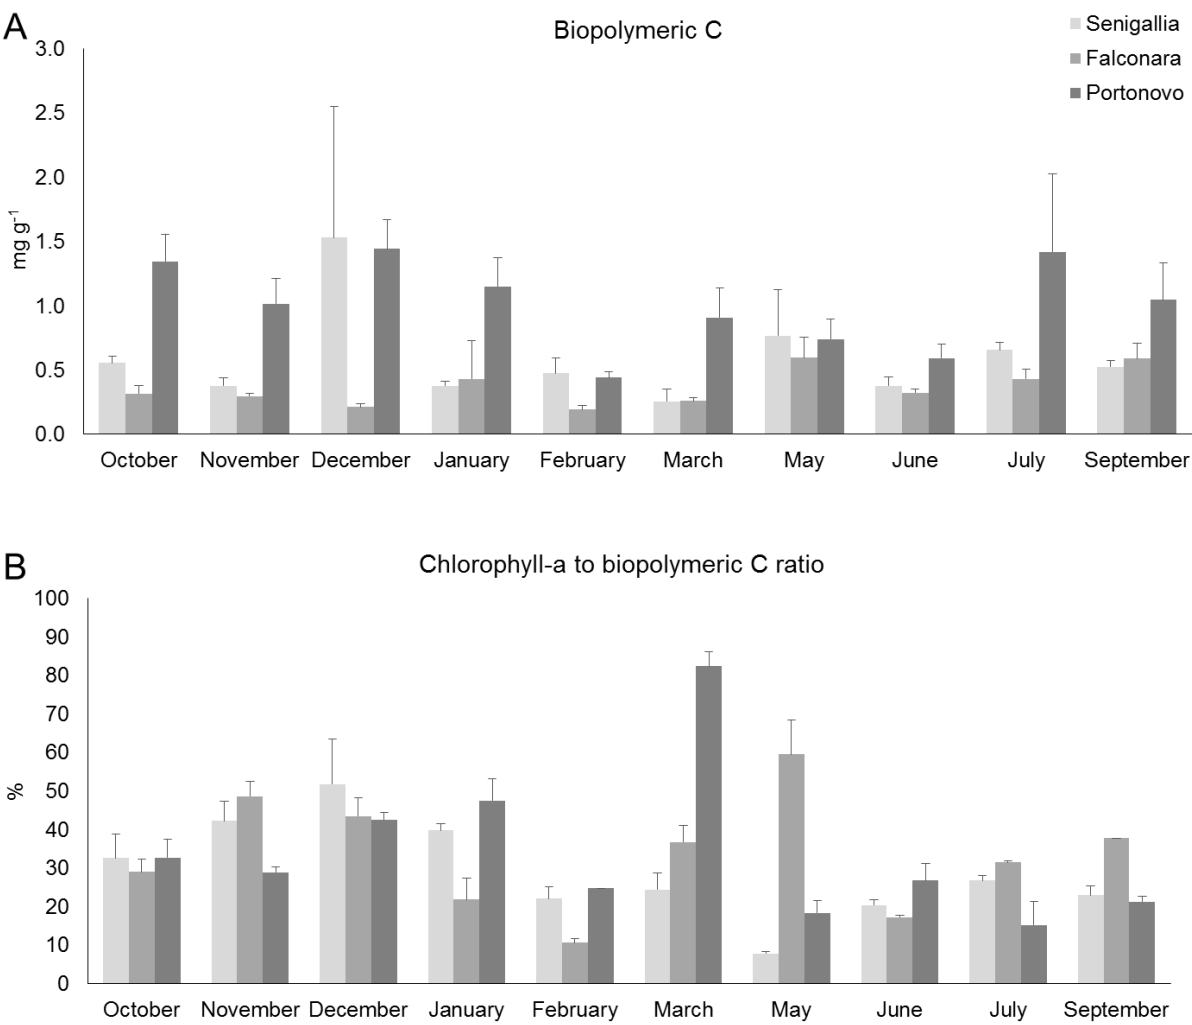 A
Biopolymeric C
Senigallia
Falconara
Portonovo
3.0
2.5
2.0
1.5
1.0
0.5
0.0
mg g-1
October November December January February March May June July September
B
Chlorophyll-a to biopolymeric C ratio
100
90
80
70
60
50
40
30
20
10
0
%
October November December January February March May June July September